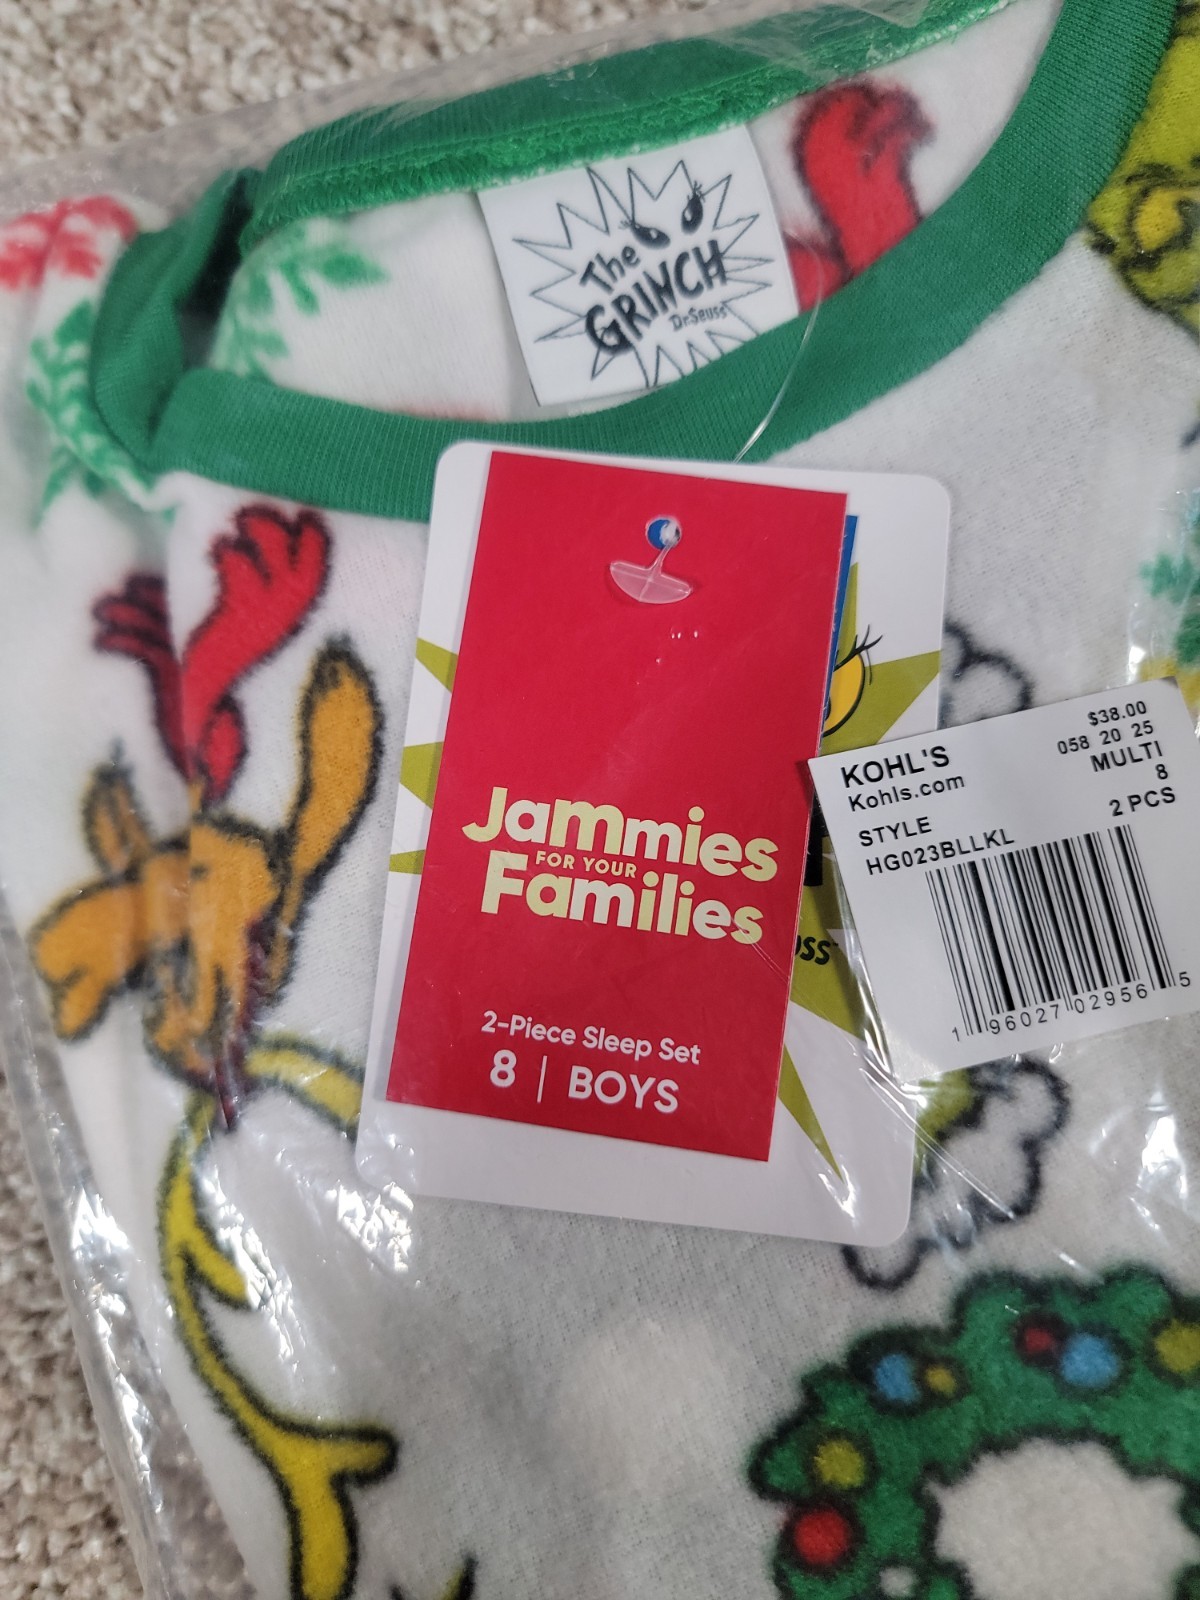 The
GRINCH
Dr. Seuss
Jammies
FOR YOUR
Families
2-Piece Sleep Set
8 | BOYS
$38.00
058 20 25
KOHL'S
MULTI
Kohls.com
8
STYLE
2 PCS
HG023BLLKL
1 96027 02956 5